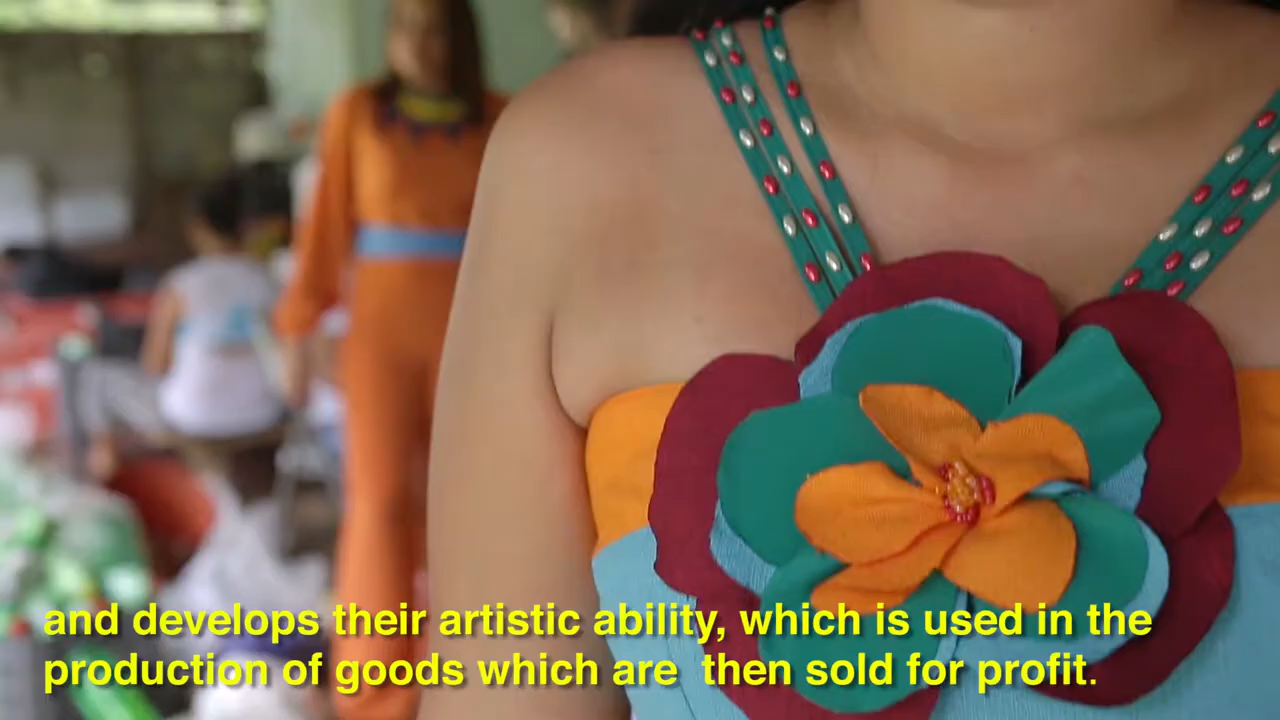 and develops their artistic ability, which is used in the
production of goods which are  then sold for profit.